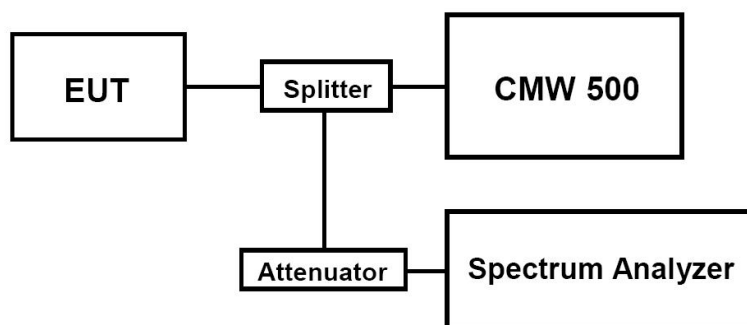 EUT
Splitter
CMW 500
Attenuator
Spectrum Analyzer